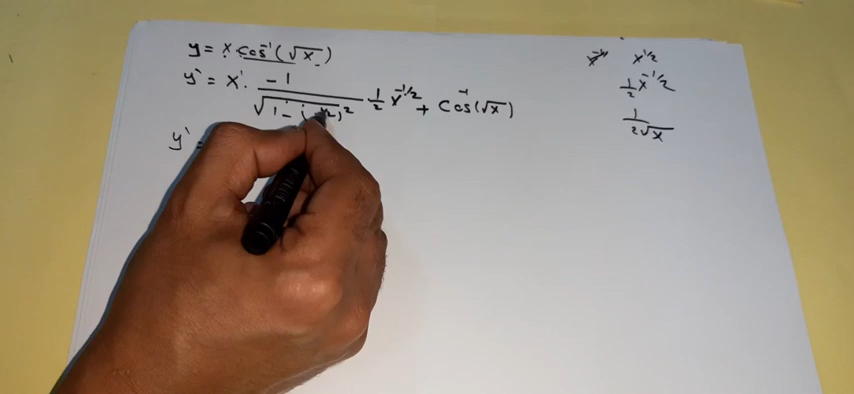 y = x cos⁻¹(√x)
y' = x · -1/√(1-(x^1/2)² · 1/2 x^-1/2 + cos⁻¹(√x)
y' =
x^1/2
1/2 x^-1/2
1/2√x